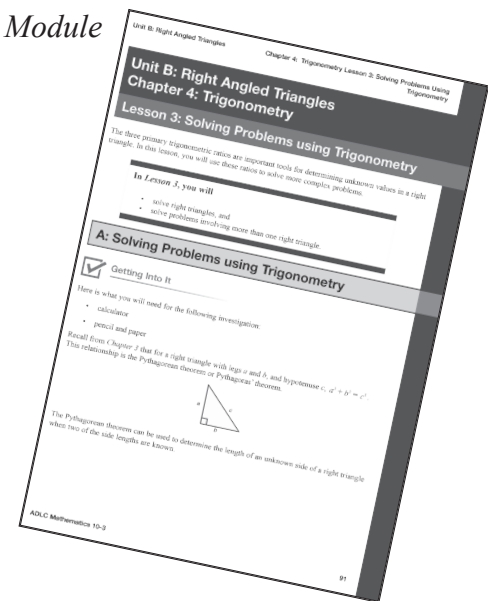 Module
Unit B: Right Angled Triangles
Chapter 4: Trigonometry Lesson 3: Solving Problems Using
Trigonometry
Unit B: Right Angled Triangles
Chapter 4: Trigonometry
Lesson 3: Solving Problems using Trigonometry
The three primary trigonometric ratios are important tools for determining unknown values in a right
triangle. In this lesson, you will use these ratios to solve more complex problems.
In Lesson 3, you will
• solve right triangles, and
• solve problems involving more than one right triangle.
A: Solving Problems using Trigonometry
Getting Into It
Here is what you will need for the following investigation:
• calculator
• pencil and paper
Recall from Chapter 3 that for a right triangle with legs a and b, and hypotenuse c, a² + b² = c².
This relationship is the Pythagorean theorem or Pythagoras' theorem.
a
c
b
The Pythagorean theorem can be used to determine the length of an unknown side of a right triangle
when two of the side lengths are known.
ADLC Mathematics 10-3
91